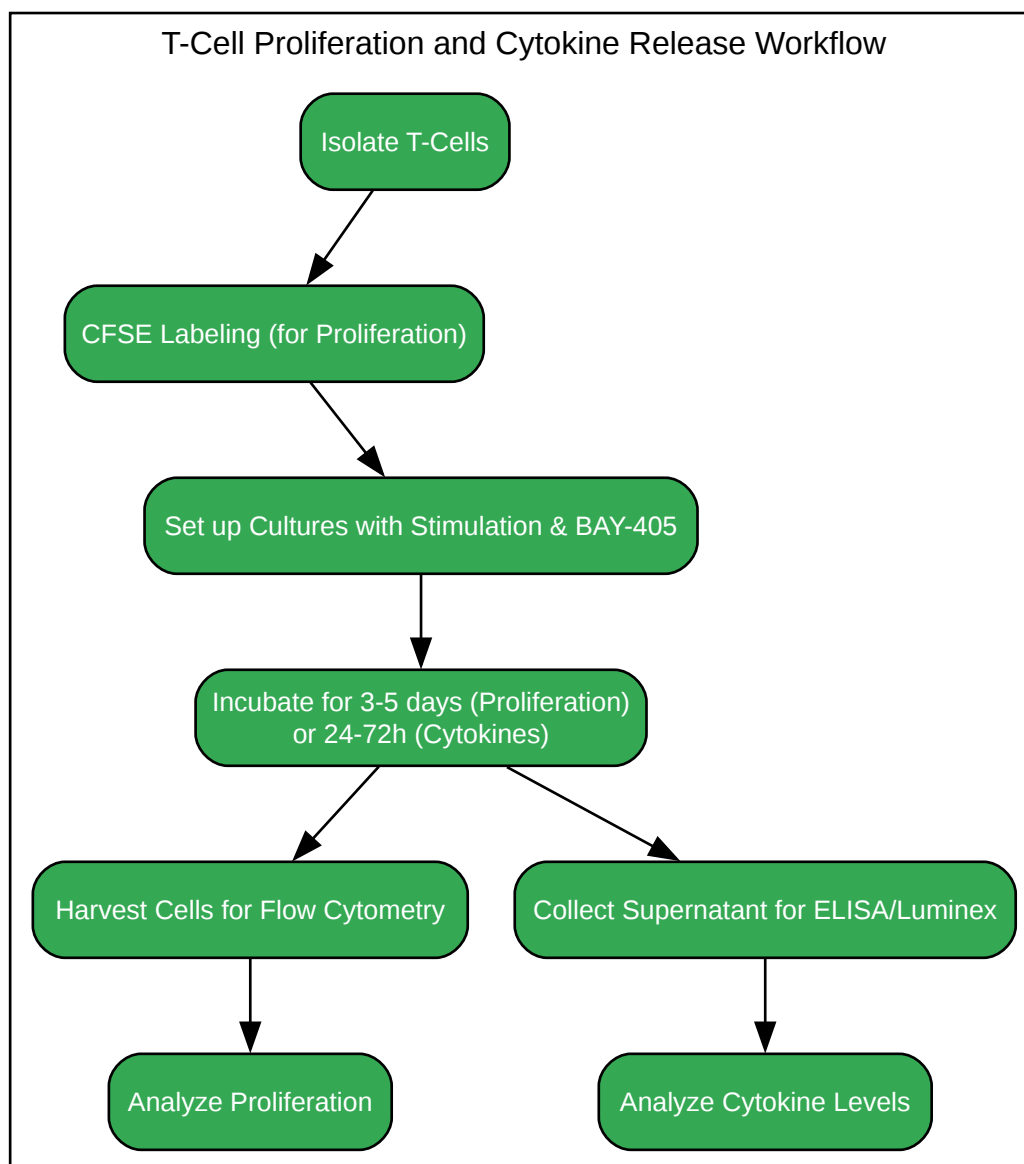 T-Cell Proliferation and Cytokine Release Workflow
Isolate T-Cells
CFSE Labeling (for Proliferation)
Set up Cultures with Stimulation & BAY-405
Incubate for 3-5 days (Proliferation)
or 24-72h (Cytokines)
Harvest Cells for Flow Cytometry
Collect Supernatant for ELISA/Luminex
Analyze Proliferation
Analyze Cytokine Levels